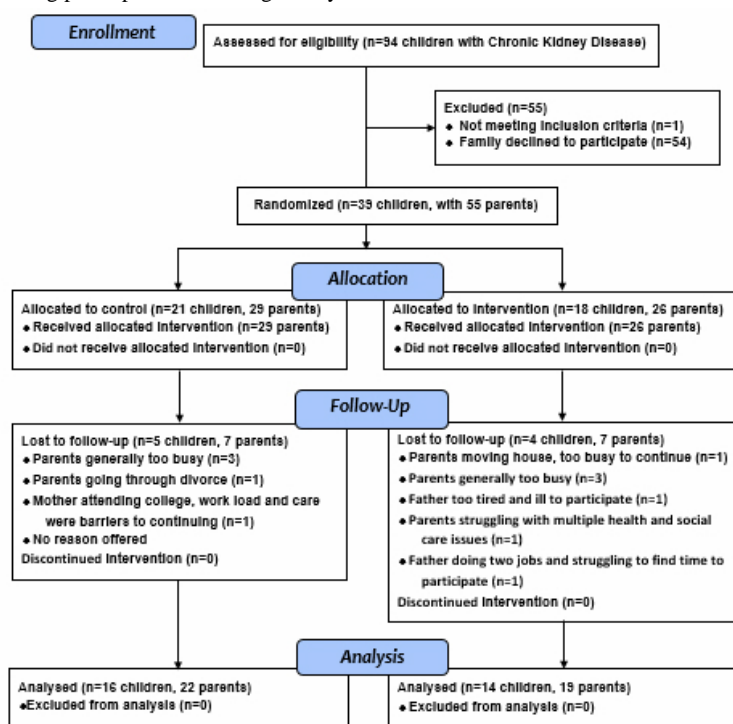 Enrollment
Assessed for eligibility (n=94 children with Chronic Kidney Disease)
Excluded (n=55)
◆ Not meeting inclusion criteria (n=1)
◆ Family declined to participate (n=54)
Randomized (n=39 children, with 55 parents)
Allocation
Allocated to control (n=21 children, 29 parents)
◆ Received allocated intervention (n=29 parents)
◆ Did not receive allocated intervention (n=0)
Allocated to intervention (n=18 children, 26 parents)
◆ Received allocated intervention (n=26 parents)
◆ Did not receive allocated intervention (n=0)
Follow-Up
Lost to follow-up (n=5 children, 7 parents)
◆ Parents generally too busy (n=3)
◆ Parents going through divorce (n=1)
◆ Mother attending college, work load and care
were barriers to continuing (n=1)
◆ No reason offered
Discontinued intervention (n=0)
Lost to follow-up (n=4 children, 7 parents)
◆ Parents moving house, too busy to continue (n=1)
◆ Parents generally too busy (n=3)
◆ Father too tired and ill to participate (n=1)
◆ Parents struggling with multiple health and social
care issues (n=1)
◆ Father doing two jobs and struggling to find time to
participate (n=1)
Discontinued intervention (n=0)
Analysis
Analysed (n=16 children, 22 parents)
◆Excluded from analysis (n=0)
Analysed (n=14 children, 19 parents)
◆ Excluded from analysis (n=0)